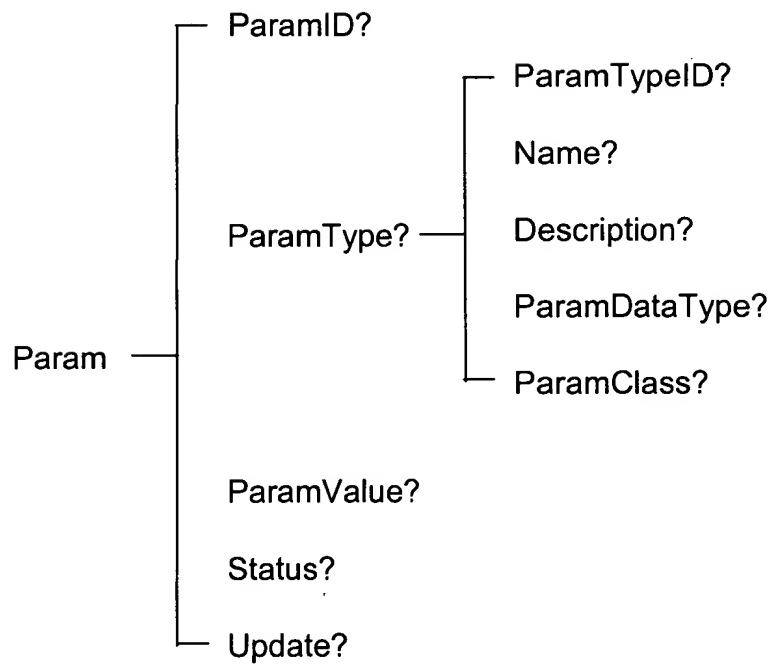 ParamID?
ParamTypeID?
Name?
ParamType?
Description?
ParamDataType?
Param
ParamClass?
ParamValue?
Status?
Update?